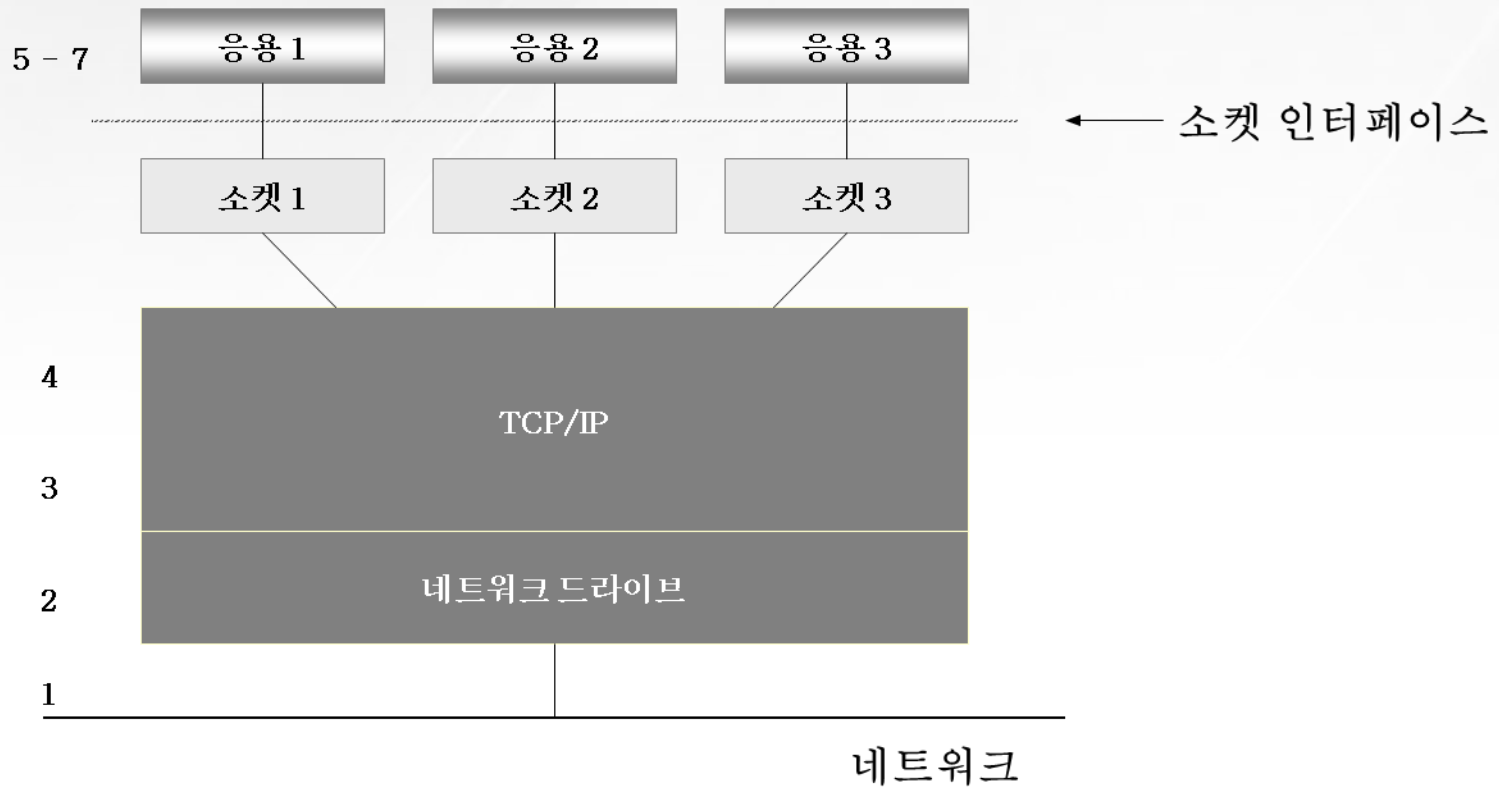 5 - 7
응용 1
응용 2
응용 3
소켓 인터페이스
소켓 1
소켓 2
소켓 3
4
TCP/IP
3
2
네트워크 드라이브
1
네트워크